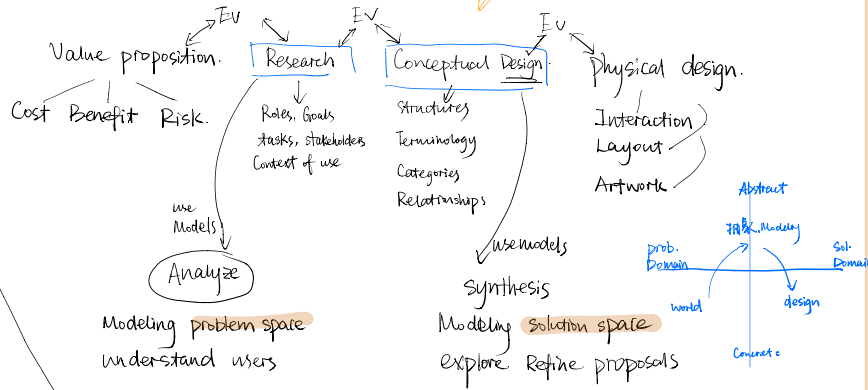 Ev
Ev
Ev
Value proposition.
Research
Conceptual Design.
Physical design.
Cost Benefit Risk.
Roles, Goals
tasks, stakeholders
Context of use
Structures
Terminology
Categories
Relationships
Interaction
Layout
Artwork
use
Models
Analyze
Modeling problem space
understand users
use models
synthesis
Modeling solution space
explore Refine proposals
Abstract
抽象. Modeling
prob.
Domain
Sol.
Domain
world
design
Concrete